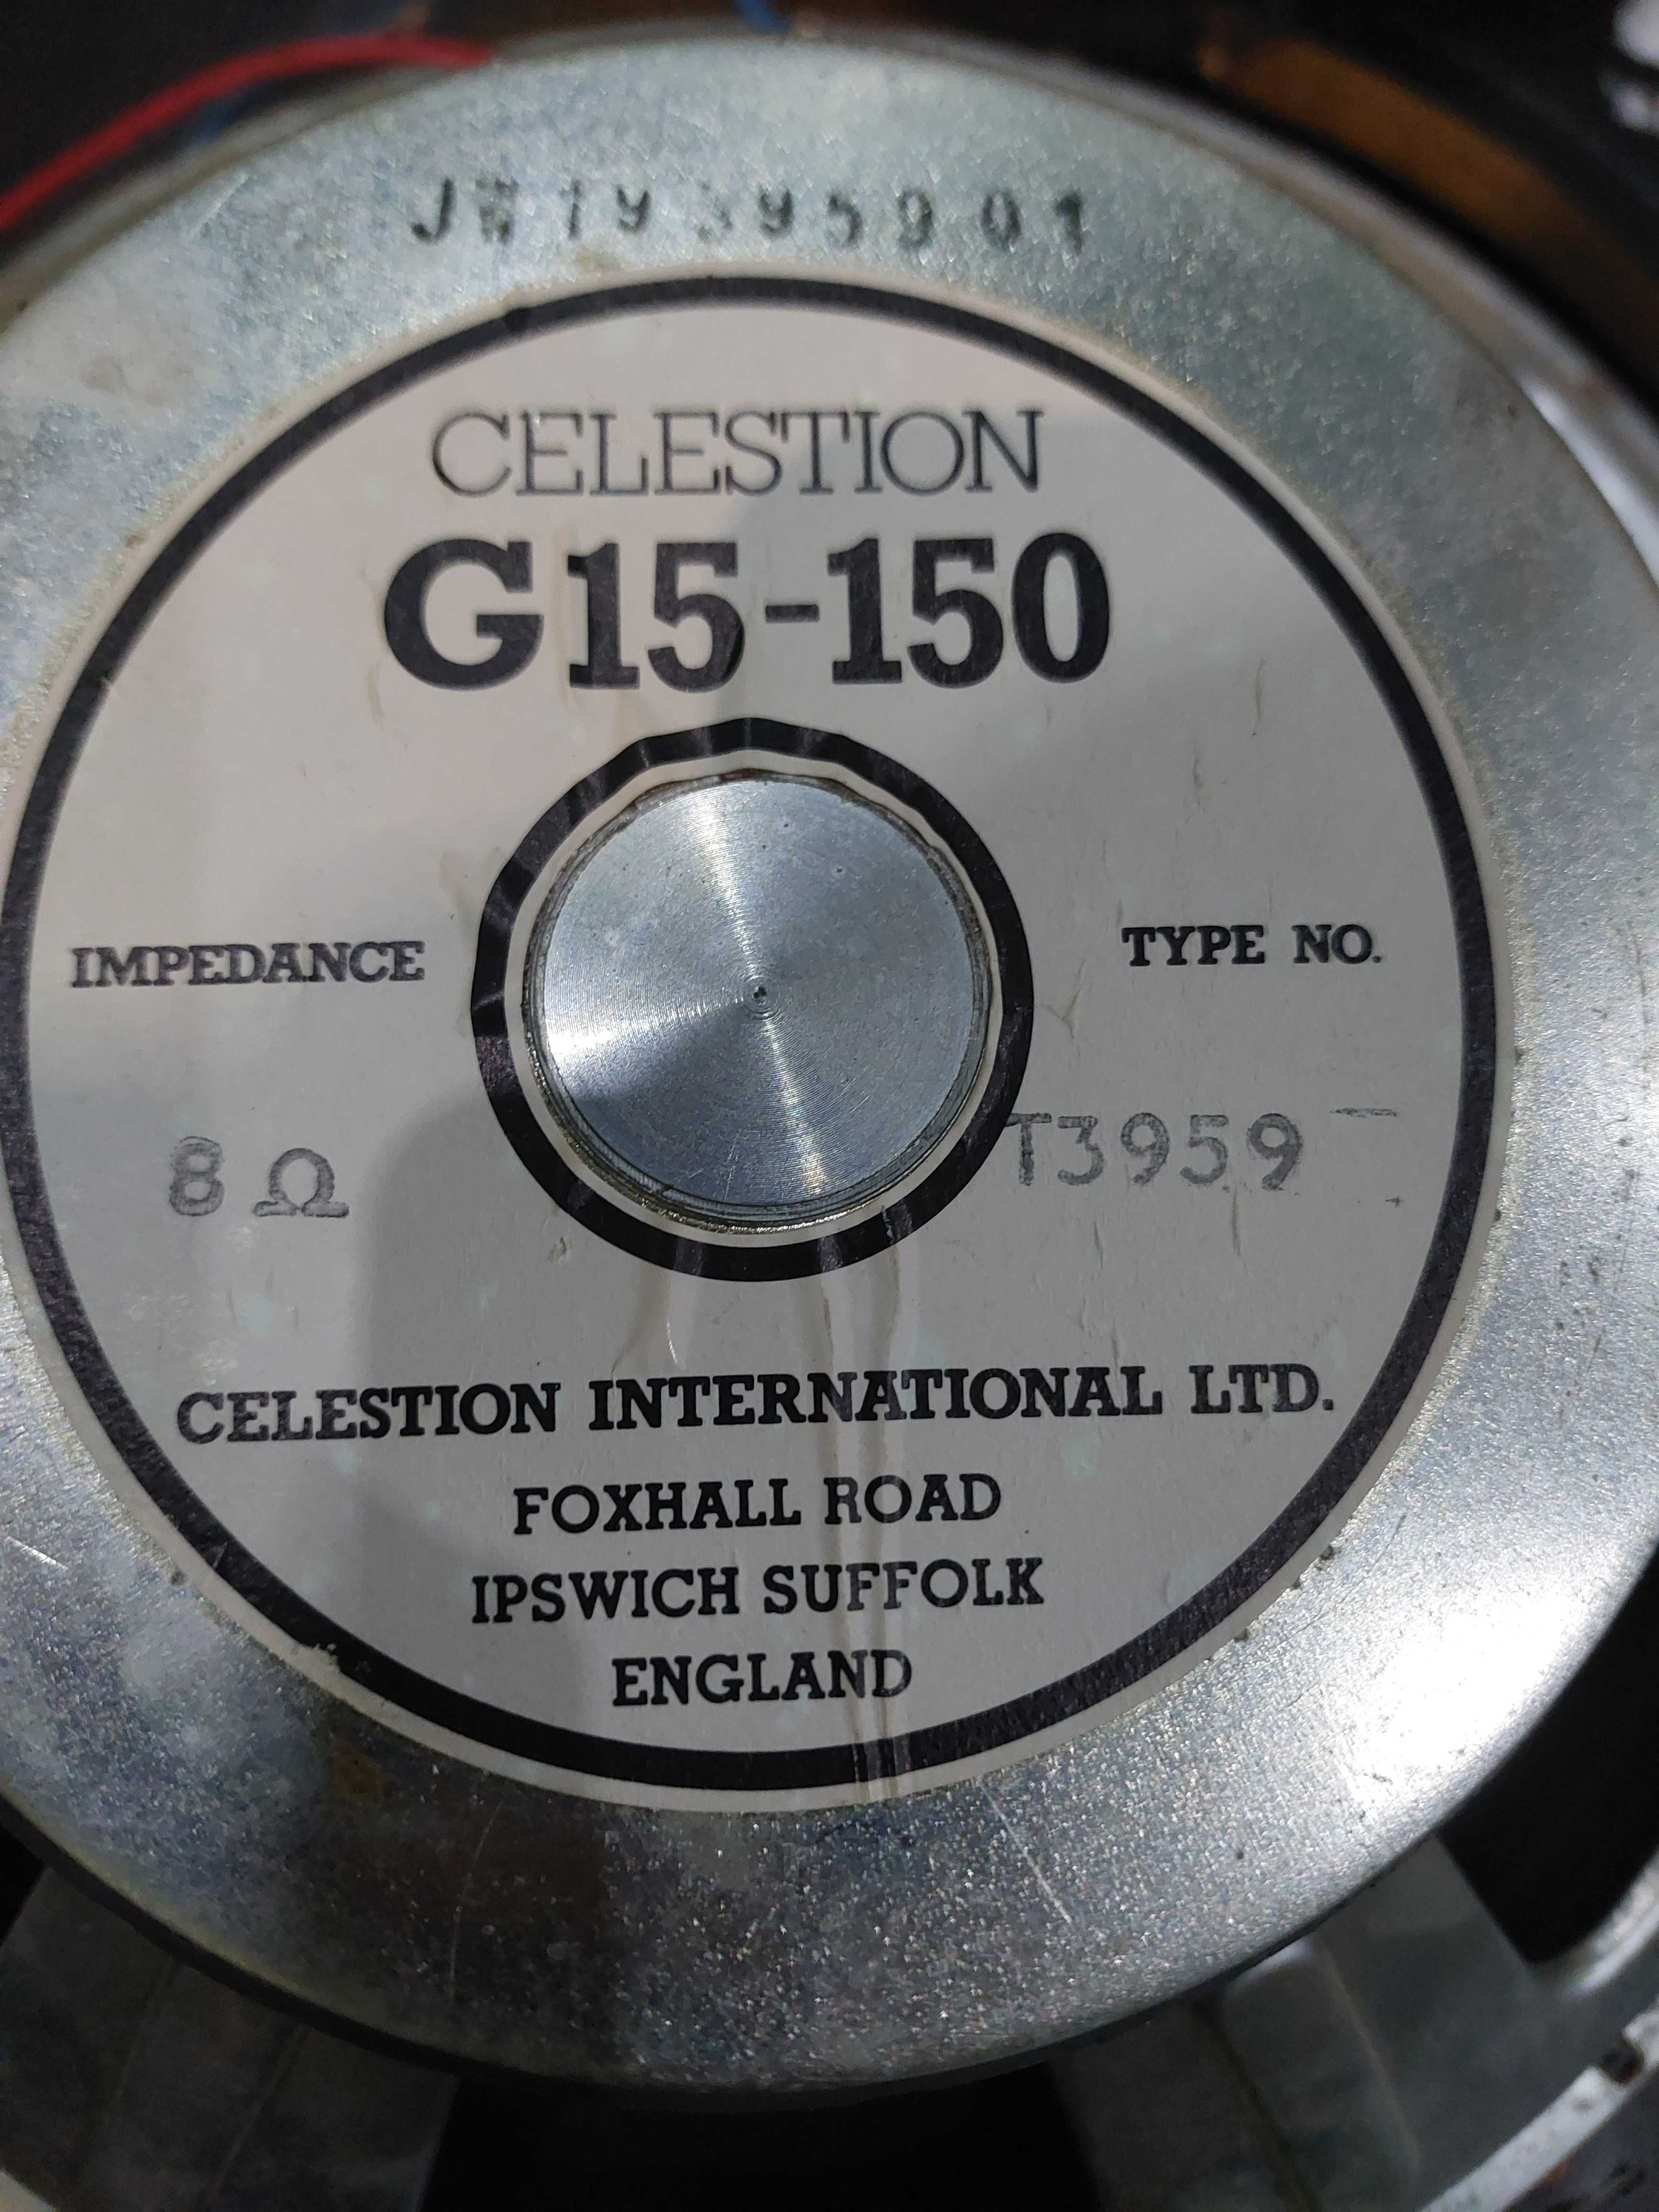 CELESTION
G15-150
IMPEDANCE
TYPE NO.
8 Ω
T3959
CELESTION INTERNATIONAL LTD.
FOXHALL ROAD
IPSWICH SUFFOLK
ENGLAND